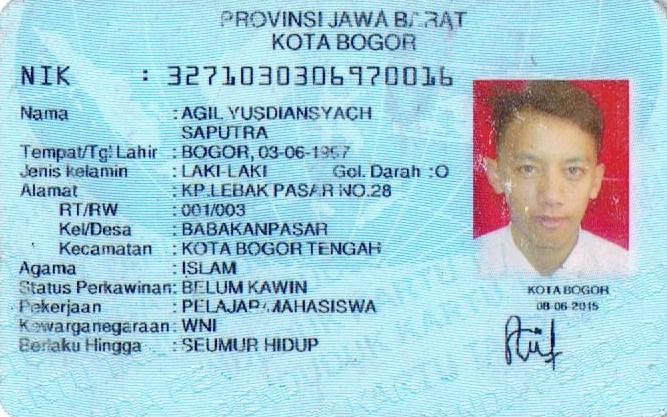 PROVINSI JAWA BARAT
KOTA BOGOR
NIK : 3271030306970016
Nama : AGIL YUSDIANSYACH
SAPUTRA
Tempat/Tgl Lahir : BOGOR, 03-06-1997
Jenis kelamin : LAKI-LAKI Gol. Darah :O
Alamat : KP.LEBAK PASAR NO.28
RT/RW : 001/003
Kel/Desa : BABAKANPASAR
Kecamatan : KOTA BOGOR TENGAH
Agama : ISLAM
Status Perkawinan: BELUM KAWIN
Pekerjaan : PELAJAR/MAHASISWA
Kewarganegaraan: WNI
Berlaku Hingga : SEUMUR HIDUP
KOTA BOGOR
08-06-2015